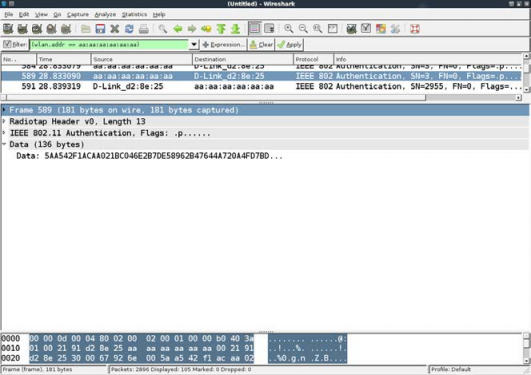 (Untitled) - Wireshark
File Edit View Go Capture Analyze Statistics Help
Filter: (wlan.addr == aa:aa:aa:aa:aa:aa) Expression... Clear Apply
No. . Time Source Destination Protocol Info
584 28.833079 aa:aa:aa:aa:aa:aa D-Link_d2:8e:25 IEEE 802 Authentication, SN=3, FN=0, Flags=.p...
589 28.833090 aa:aa:aa:aa:aa:aa D-Link_d2:8e:25 IEEE 802 Authentication, SN=3, FN=0, Flags=.p...
591 28.839319 D-Link_d2:8e:25 aa:aa:aa:aa:aa:aa IEEE 802 Authentication, SN=2955, FN=0, Flags=...
Frame 589 (181 bytes on wire, 181 bytes captured)
Radiotap Header v0, Length 13
IEEE 802.11 Authentication, Flags: .p......
Data (136 bytes)
Data: 5AA542F1ACAA021BC046E2B7DE58962B47644A720A4FD7BD...
0000 00 00 0d 00 04 80 02 00 02 00 01 00 00 b0 40 3a ........ ......@:
0010 01 00 21 91 d2 8e 25 aa aa aa aa aa aa 00 21 91 ..!...%. ......!.
0020 d2 8e 25 30 00 67 92 6e 00 5a a5 42 f1 ac aa 02 ..%0.g.n .Z.B....
Frame (frame), 181 bytes Packets: 2896 Displayed: 105 Marked: 0 Dropped: 0 Profile: Default